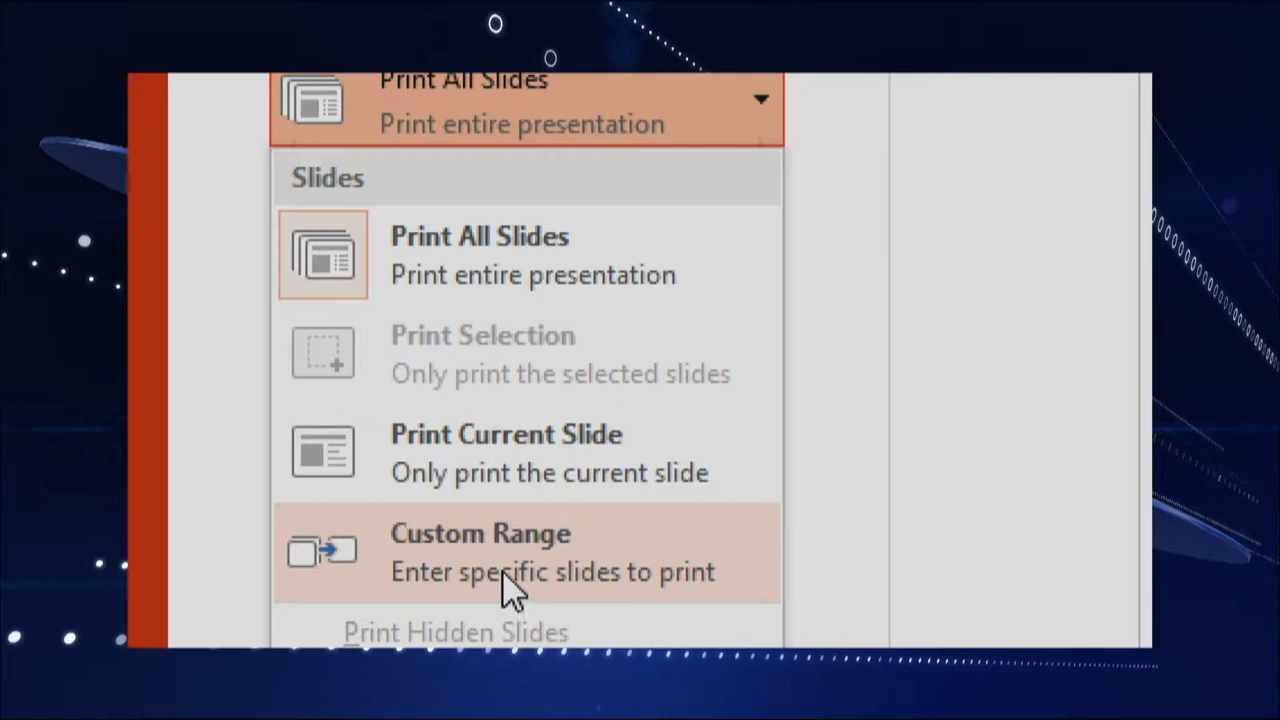 Print All Slides
Print entire presentation
Slides
Print All Slides
Print entire presentation
Print Selection
Only print the selected slides
Print Current Slide
Only print the current slide
Custom Range
Enter specific slides to print
Print Hidden Slides